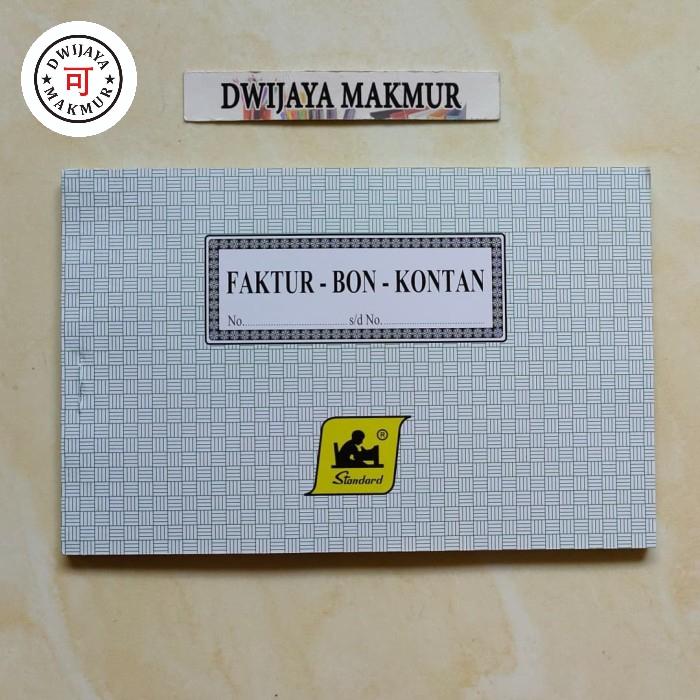 DWIJAYA
可
MAKMUR
DWIJAYA MAKMUR
FAKTUR - BON - KONTAN
No............................ s/d No.......................
®
Standard